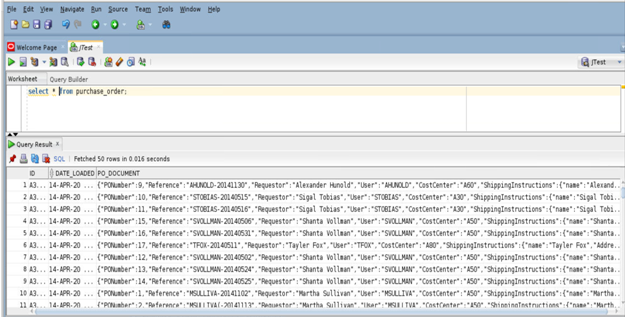 File Edit View Navigate Run Source Team Tools Window Help
Welcome Page JTest
JTest
Worksheet Query Builder
select * from purchase_order;
Query Result
SQL | Fetched 50 rows in 0.016 seconds
ID DATE_LOADED PO_DOCUMENT
1 A3... 14-APR-20 ... {"PONumber":9,"Reference":"AHUNOLD-20141130","Requestor":"Alexander Hunold","User":"AHUNOLD","CostCenter":"A60","ShippingInstructions":{"name":"Alexand...
2 A3... 14-APR-20 ... {"PONumber":10,"Reference":"STOBIAS-20140515","Requestor":"Sigal Tobias","User":"STOBIAS","CostCenter":"A30","ShippingInstructions":{"name":"Sigal Tobi...
3 A3... 14-APR-20 ... {"PONumber":11,"Reference":"STOBIAS-20140516","Requestor":"Sigal Tobias","User":"STOBIAS","CostCenter":"A30","ShippingInstructions":{"name":"Sigal Tobi...
4 A3... 14-APR-20 ... {"PONumber":15,"Reference":"SVOLLMAN-20140506","Requestor":"Shanta Vollman","User":"SVOLLMAN","CostCenter":"A50","ShippingInstructions":{"name":"Shanta...
5 A3... 14-APR-20 ... {"PONumber":16,"Reference":"SVOLLMAN-20140531","Requestor":"Shanta Vollman","User":"SVOLLMAN","CostCenter":"A50","ShippingInstructions":{"name":"Shanta...
6 A3... 14-APR-20 ... {"PONumber":17,"Reference":"TFOX-20140511","Requestor":"Tayler Fox","User":"TFOX","CostCenter":"A80","ShippingInstructions":{"name":"Tayler Fox","Addre...
7 A3... 14-APR-20 ... {"PONumber":12,"Reference":"SVOLLMAN-20140502","Requestor":"Shanta Vollman","User":"SVOLLMAN","CostCenter":"A50","ShippingInstructions":{"name":"Shanta...
8 A3... 14-APR-20 ... {"PONumber":13,"Reference":"SVOLLMAN-20140524","Requestor":"Shanta Vollman","User":"SVOLLMAN","CostCenter":"A50","ShippingInstructions":{"name":"Shanta...
9 A3... 14-APR-20 ... {"PONumber":14,"Reference":"SVOLLMAN-20140525","Requestor":"Shanta Vollman","User":"SVOLLMAN","CostCenter":"A50","ShippingInstructions":{"name":"Shanta...
10 A3... 14-APR-20 ... {"PONumber":1,"Reference":"MSULLIVA-20141102","Requestor":"Martha Sullivan","User":"MSULLIVA","CostCenter":"A50","ShippingInstructions":{"name":"Martha...
11 A3... 14-APR-20 ... {"PONumber":2,"Reference":"MSULLIVA-20141113","Requestor":"Martha Sullivan","User":"MSULLIVA","CostCenter":"A50","ShippingInstructions":{"name":"Marth...